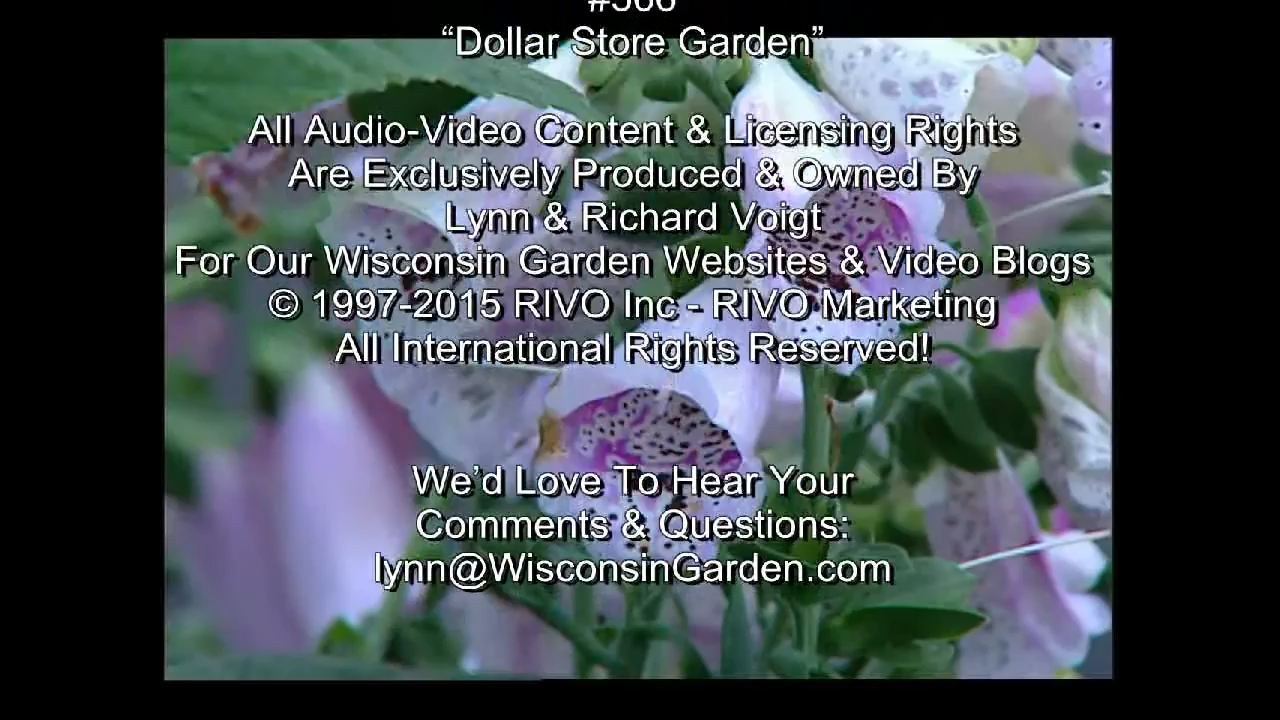 “Dollar Store Garden”
All Audio-Video Content & Licensing Rights
Are Exclusively Produced & Owned By
Lynn & Richard Voigt
For Our Wisconsin Garden Websites & Video Blogs
© 1997-2015 RIVO Inc - RIVO Marketing
All International Rights Reserved!
We’d Love To Hear Your
Comments & Questions:
lynn@WisconsinGarden.com